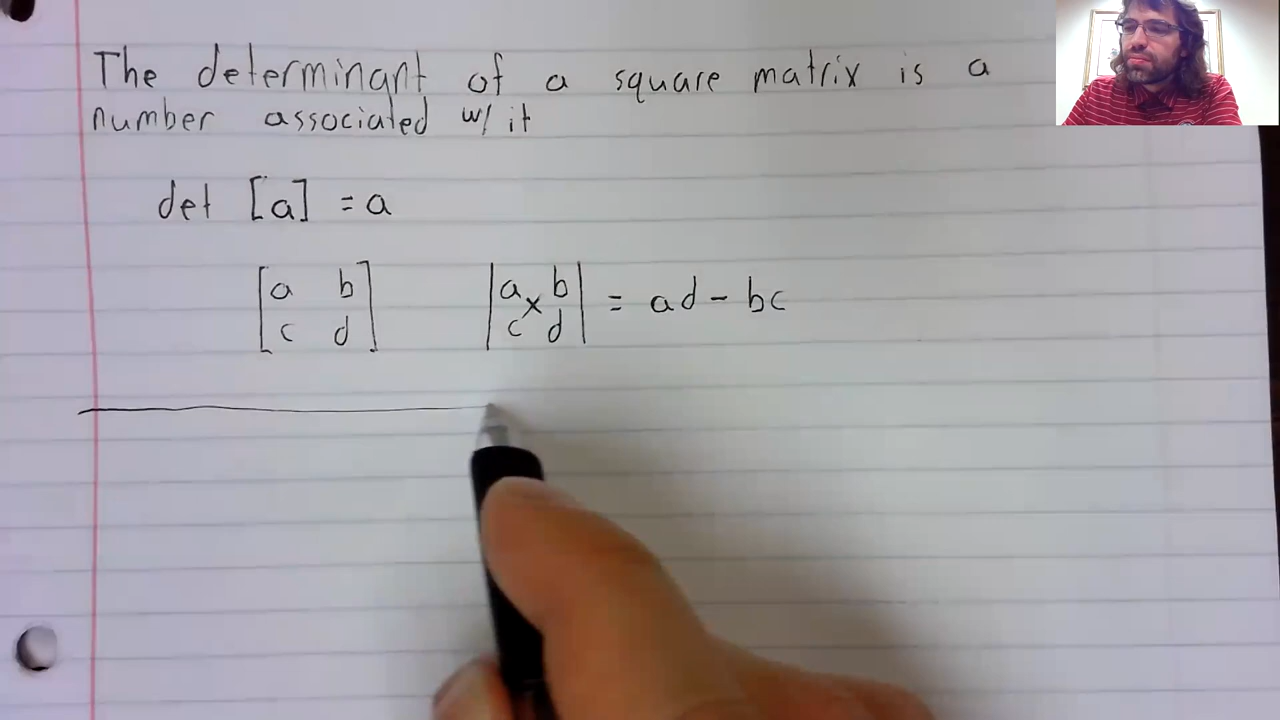 The determinant of a square matrix is a
number associated w/ it
det [a] = a
[a b] |a b| = ad - bc
[c d] |c d|